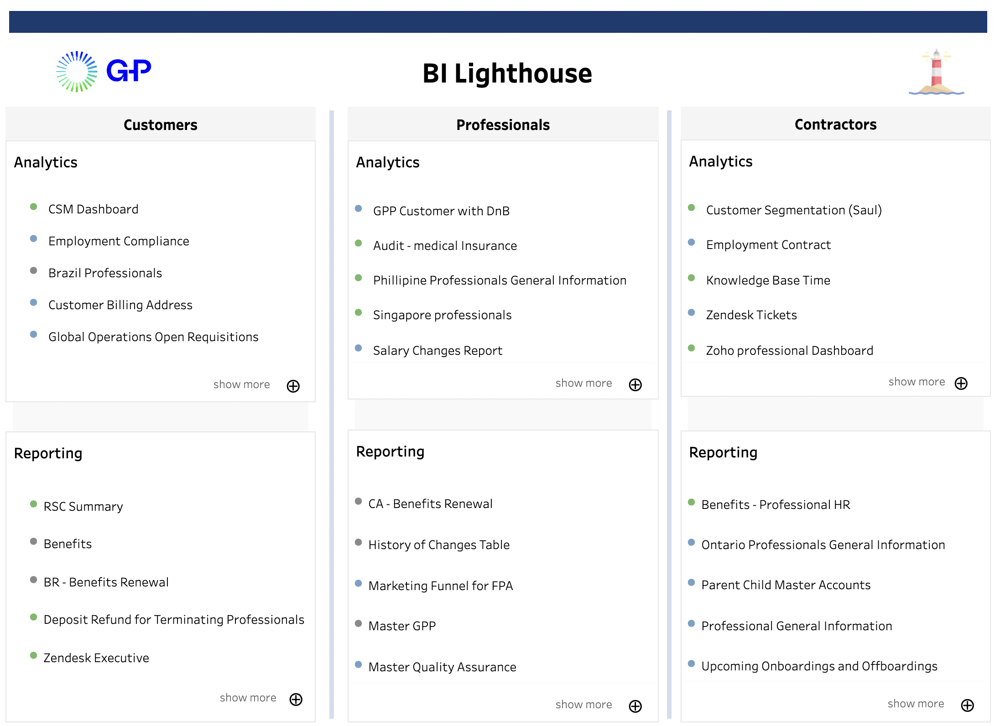 G-P
BI Lighthouse
Customers
Analytics
CSM Dashboard
Employment Compliance
Brazil Professionals
Customer Billing Address
Global Operations Open Requisitions
show more
Reporting
RSC Summary
Benefits
BR - Benefits Renewal
Deposit Refund for Terminating Professionals
Zendesk Executive
show more
Professionals
Analytics
GPP Customer with DnB
Audit - medical Insurance
Phillipine Professionals General Information
Singapore professionals
Salary Changes Report
show more
Reporting
CA - Benefits Renewal
History of Changes Table
Marketing Funnel for FPA
Master GPP
Master Quality Assurance
show more
Contractors
Analytics
Customer Segmentation (Saul)
Employment Contract
Knowledge Base Time
Zendesk Tickets
Zoho professional Dashboard
show more
Reporting
Benefits - Professional HR
Ontario Professionals General Information
Parent Child Master Accounts
Professional General Information
Upcoming Onboardings and Offboardings
show more